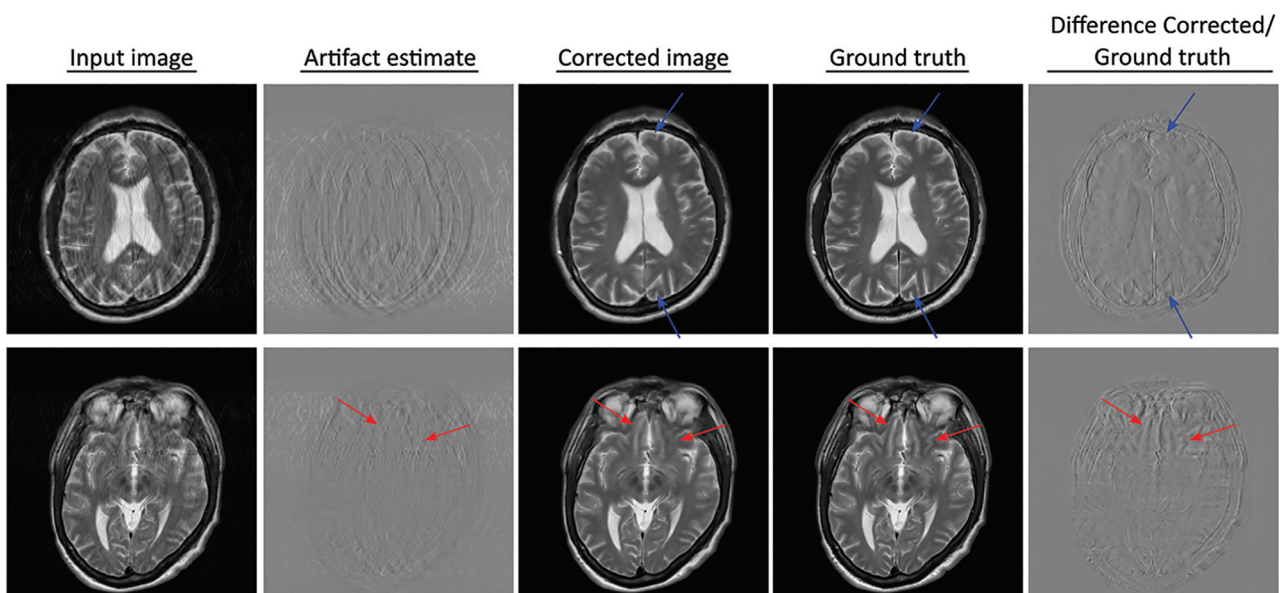 Input image
Artifact estimate
Corrected image
Ground truth
Difference Corrected/
Ground truth